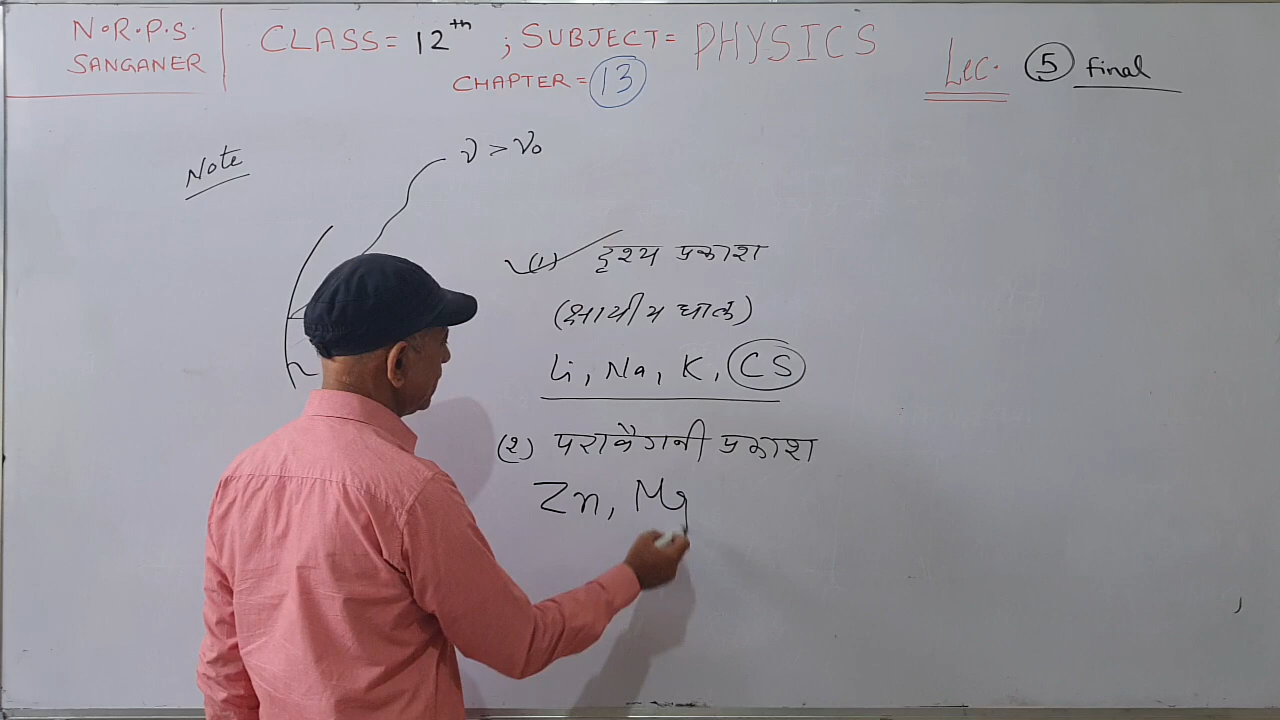 N.R.P.S.
SANGANER
CLASS= 12th ; SUBJECT= PHYSICS
CHAPTER = 13
Lec. 5 final
Note
ν > ν₀
(1) दृश्य प्रकाश
(क्षारीय धातु)
Li, Na, K, CS
(२) पराबैगनी प्रकाश
Zn, Mg